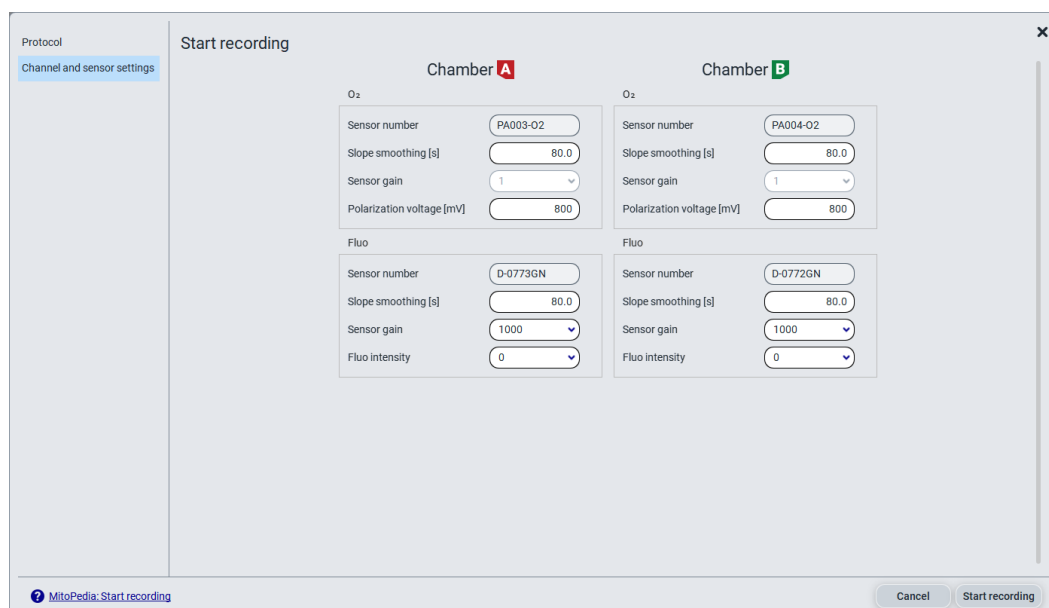 Protocol
Channel and sensor settings
Start recording
Chamber A
O₂
Sensor number PA003-O2
Slope smoothing [s] 80.0
Sensor gain 1
Polarization voltage [mV] 800
Fluo
Sensor number D-0773GN
Slope smoothing [s] 80.0
Sensor gain 1000
Fluo intensity 0
Chamber B
O₂
Sensor number PA004-O2
Slope smoothing [s] 80.0
Sensor gain 1
Polarization voltage [mV] 800
Fluo
Sensor number D-0772GN
Slope smoothing [s] 80.0
Sensor gain 1000
Fluo intensity 0
? MitoPedia: Start recording
Cancel Start recording